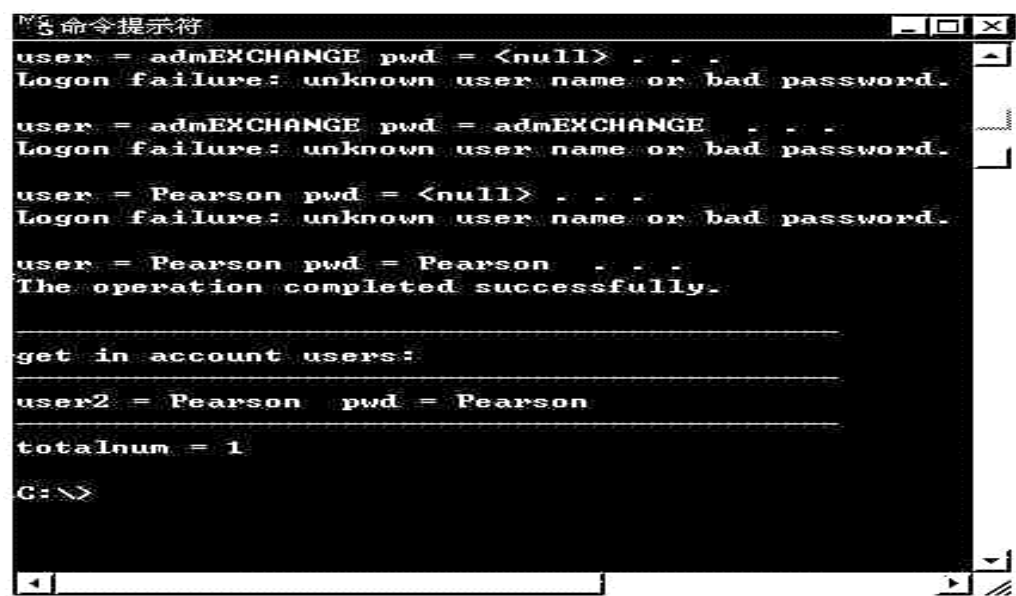 命令提示符
user = admEXCHANGE pwd = <null> . . .
Logon failure: unknown user name or bad password.
user = admEXCHANGE pwd = admEXCHANGE . . .
Logon failure: unknown user name or bad password.
user = Pearson pwd = <null> . . .
Logon failure: unknown user name or bad password.
user = Pearson pwd = Pearson . . .
The operation completed successfully.
get in account users:
user2 = Pearson pwd = Pearson
totalnum = 1
C:\>